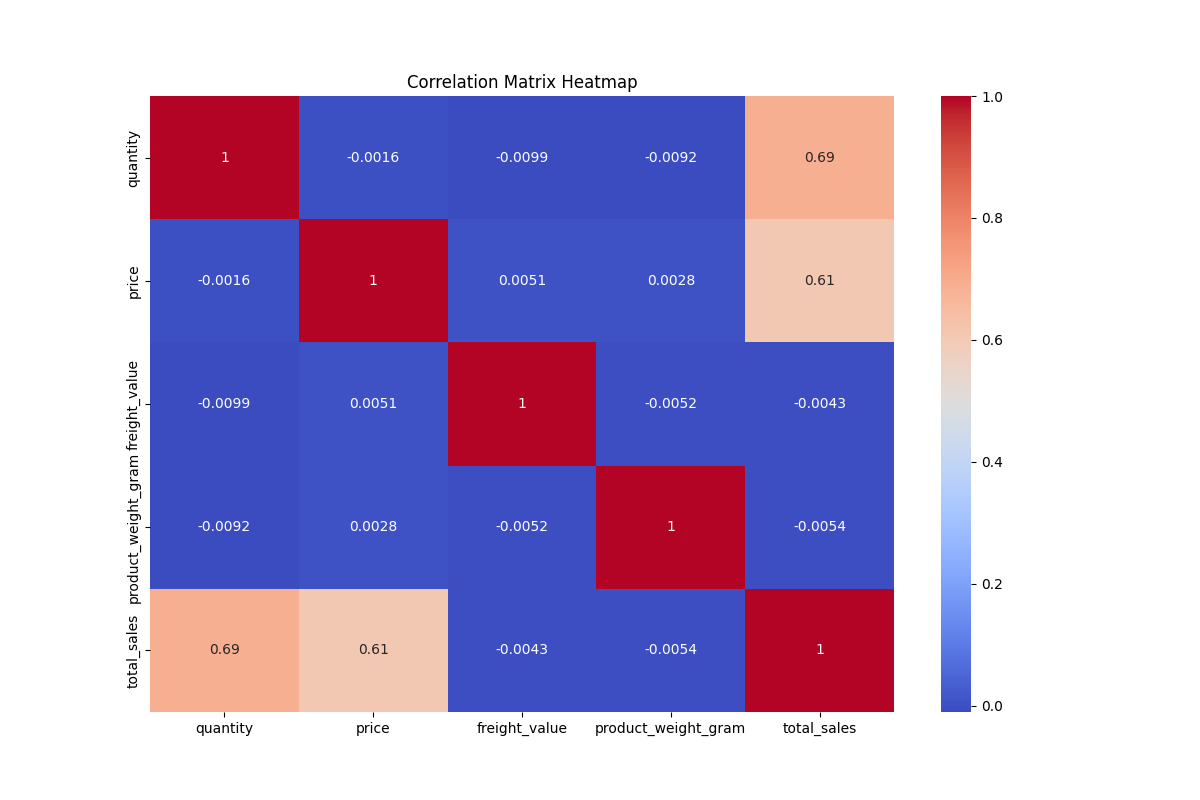 Correlation Matrix Heatmap
quantity 1 -0.0016 -0.0099 -0.0092 0.69
price -0.0016 1 0.0051 0.0028 0.61
freight_value -0.0099 0.0051 1 -0.0052 -0.0043
product_weight_gram -0.0092 0.0028 -0.0052 1 -0.0054
total_sales 0.69 0.61 -0.0043 -0.0054 1
quantity price freight_value product_weight_gram total_sales
1.0
0.8
0.6
0.4
0.2
0.0